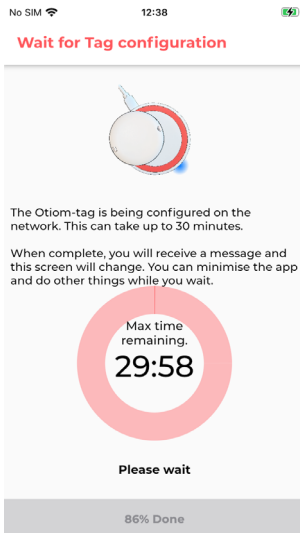 No SIM 12:38
Wait for Tag configuration
The Otiom-tag is being configured on the
network. This can take up to 30 minutes.
When complete, you will receive a message and
this screen will change. You can minimise the app
and do other things while you wait.
Max time
remaining.
29:58
Please wait
86% Done